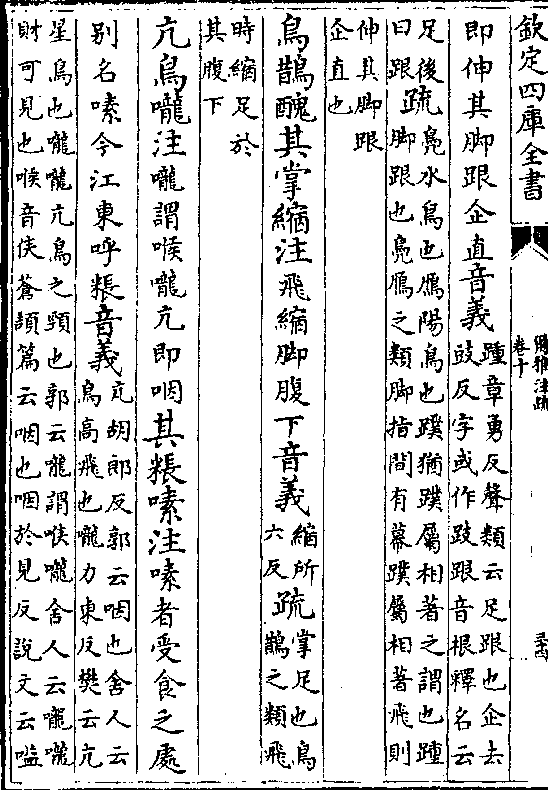 欽定四庫全書
爾雅注疏
卷十
即伸其脚跟企直音義踵章勇反聲類云足跟也企去
豉反字或作跂跟音根釋名云
足後
曰跟疏鳧水鳥也鴈陽鳥也蹼猶蹼屬相著之謂也踵
脚跟也鳧鴈之類脚指間有幕蹼屬相著飛則
伸其脚跟
企直也
烏鵲醜其掌縮注飛縮脚腹下音義縮所
六反疏掌足也烏
鵲之類飛
時縮足於
其腹下
亢鳥嚨注嚨謂喉嚨亢即咽其粻嗉注嗉者受食之處
别名嗉今江東呼粻音義亢胡郎反郭云咽也舍人云
鳥高飛也嚨力東反樊云亢
星鳥也嚨嚨亢鳥之頸也郭云嚨謂喉嚨舍人云嚨嚨
財可見也喉音侯蒼頡篇云咽也咽於見反説文云嗌